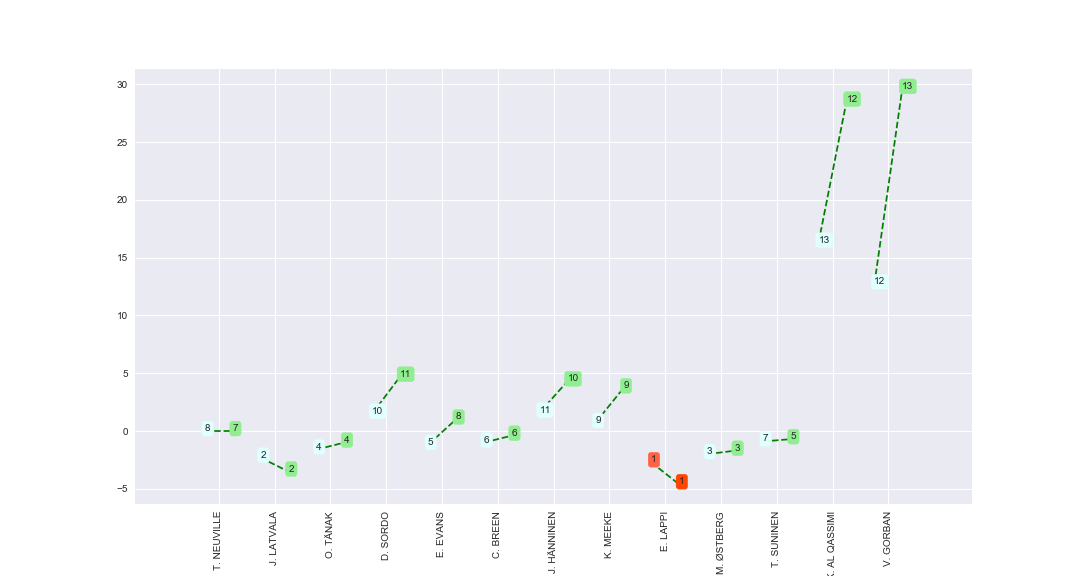 30
25
20
15
10
5
0
−5
8
7
2
2
4
4
10
11
5
8
6
6
11
10
9
9
1
1
3
3
7
5
13
12
12
13
T. NEUVILLE
J. LATVALA
O. TÄNAK
D. SORDO
E. EVANS
C. BREEN
J. HÄNNINEN
K. MEEKE
E. LAPPI
M. ØSTBERG
T. SUNINEN
AL QASSIMI
V. GORBAN